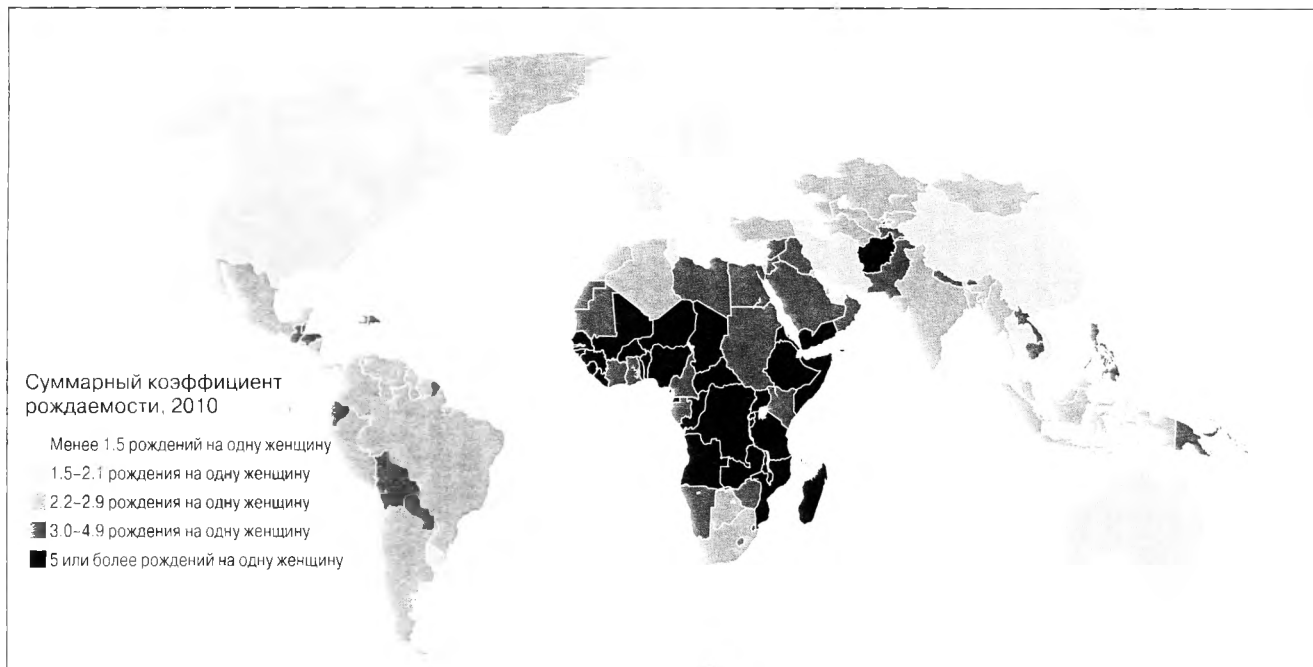 Суммарный коэффициент
рождаемости, 2010
Менее 1.5 рождений на одну женщину
1.5–2.1 рождения на одну женщину
2.2–2.9 рождения на одну женщину
3.0–4.9 рождения на одну женщину
5 или более рождений на одну женщину